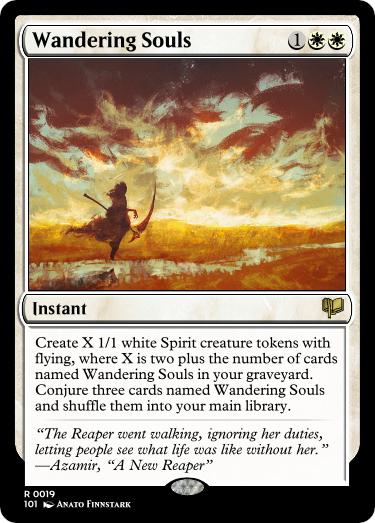 Wandering Souls 1
Instant
Create X 1/1 white Spirit creature tokens with
flying, where X is two plus the number of cards
named Wandering Souls in your graveyard.
Conjure three cards named Wandering Souls
and shuffle them into your main library.
“The Reaper went walking, ignoring her duties,
letting people see what life was like without her.”
—Azamir, “A New Reaper”
R 0019
101 Anato Finnstark